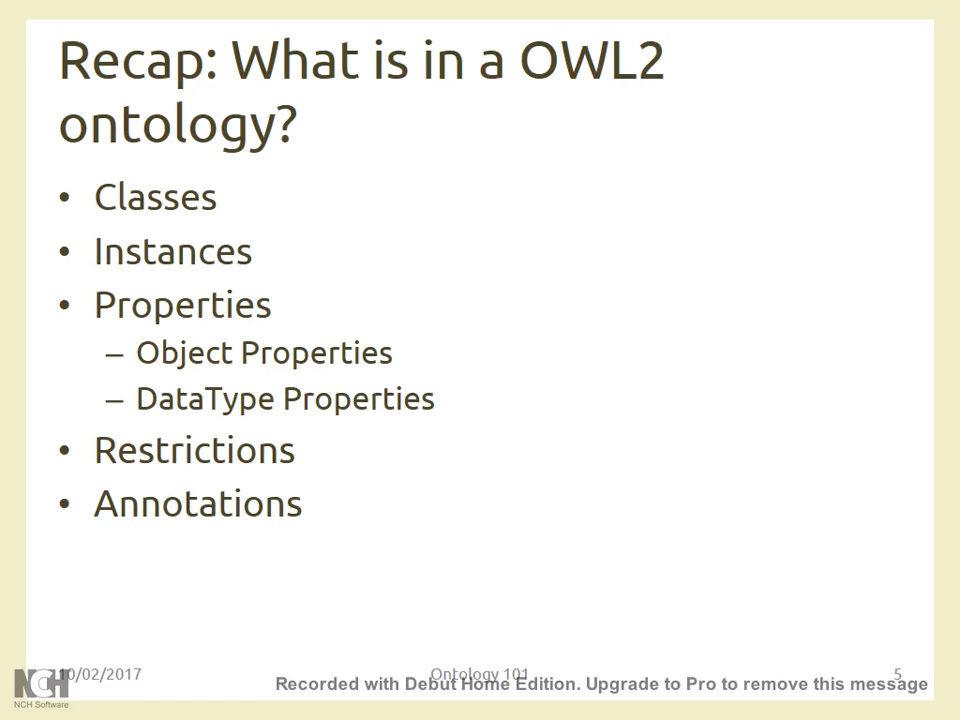 Recap: What is in a OWL2
ontology?
• Classes
• Instances
• Properties
– Object Properties
– DataType Properties
• Restrictions
• Annotations
10/02/2017
Ontology 101
5
NCH
NCH Software
Recorded with Debut Home Edition. Upgrade to Pro to remove this message